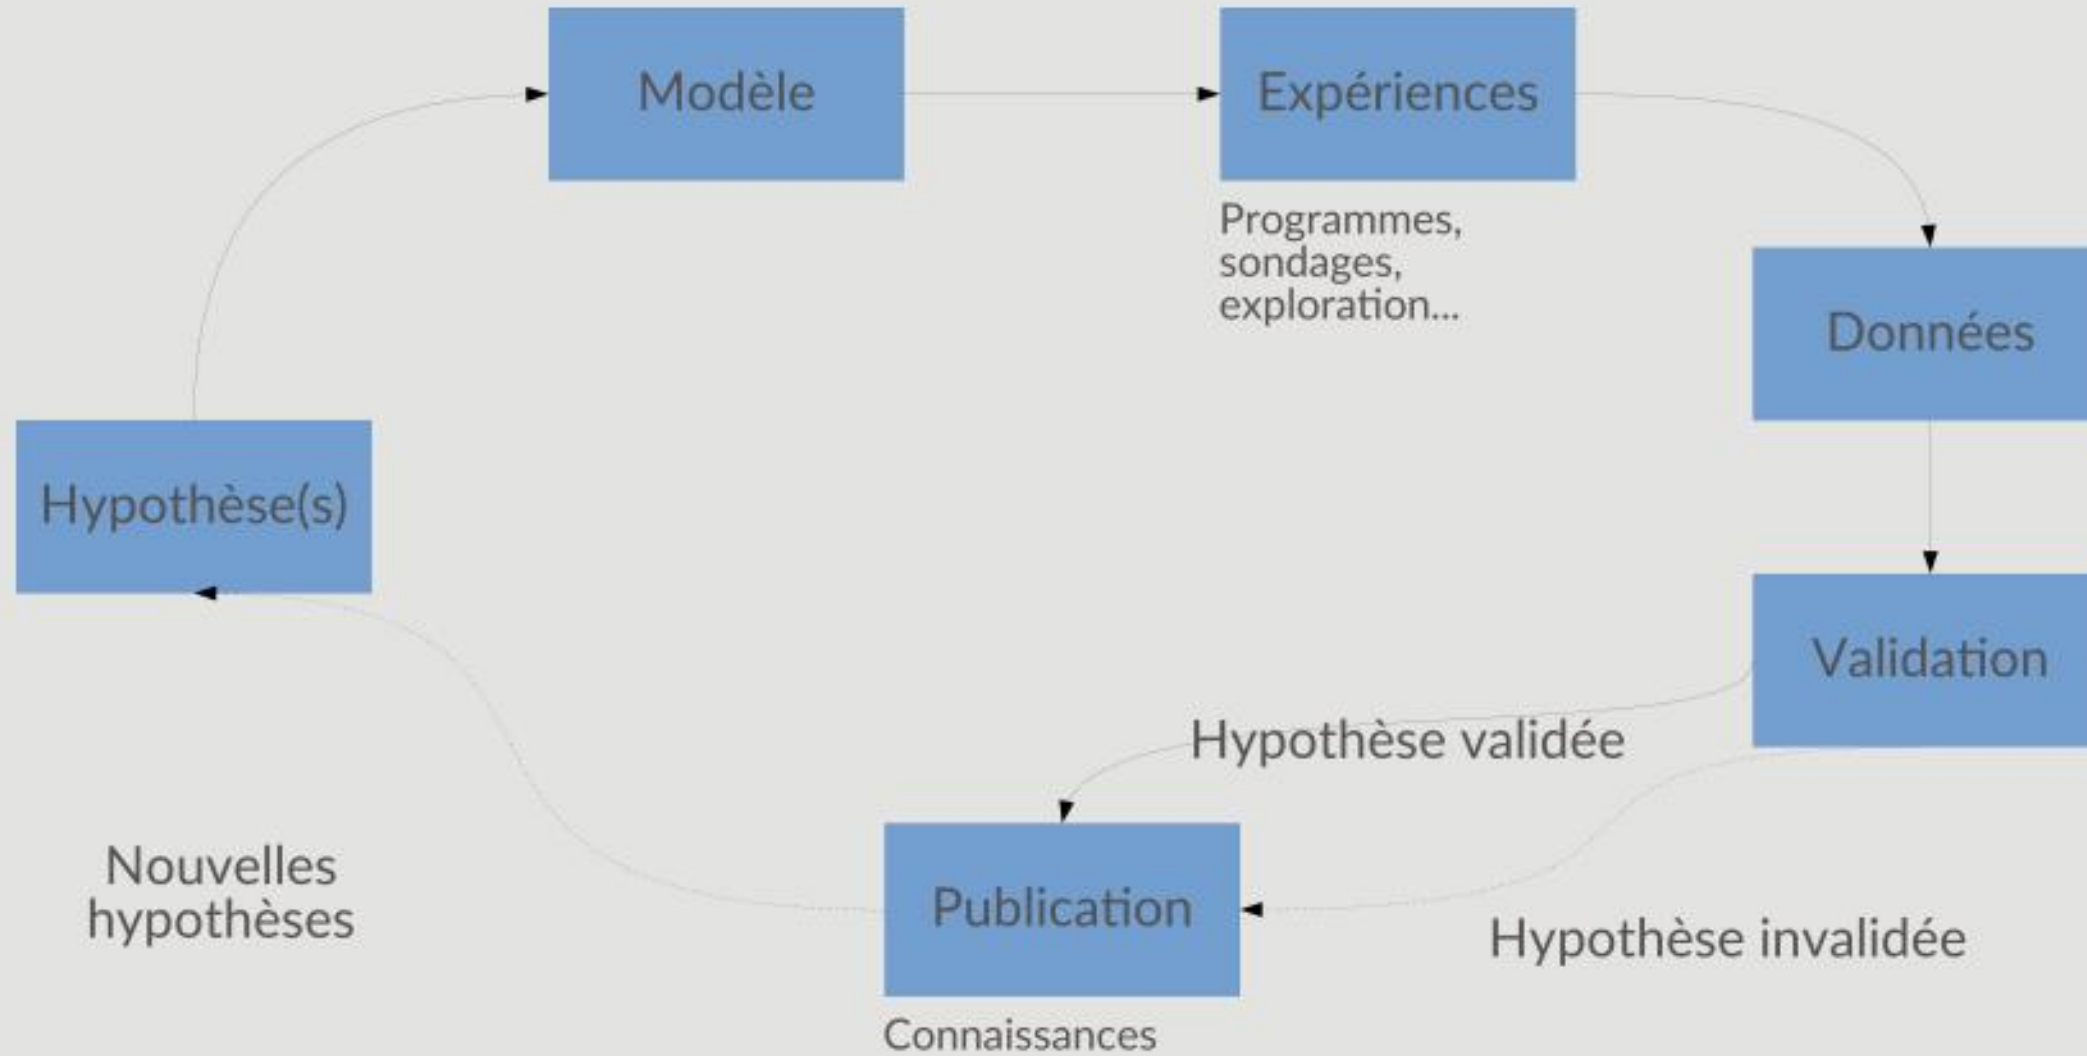 Modèle
Expériences
Programmes,
sondages,
exploration...
Données
Hypothèse(s)
Validation
Hypothèse validée
Nouvelles
hypothèses
Publication
Hypothèse invalidée
Connaissances